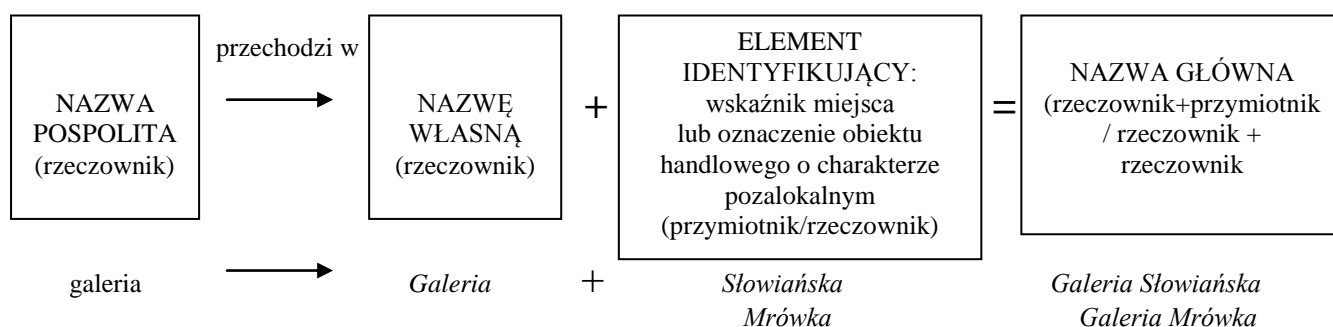 przechodzi w
NAZWA
POSPOLITA
(rzeczownik)
NAZWĘ
WŁASNĄ
(rzeczownik)
+
ELEMENT
IDENTYFIKUJĄCY:
wskaźnik miejsca
lub oznaczenie obiektu
handlowego o charakterze
pozalokalnym
(przymiotnik/rzeczownik)
=
NAZWA GŁÓWNA
(rzeczownik+przymiotnik
/ rzeczownik +
rzeczownik
galeria
Galeria
+
Słowiańska
Mrówka
Galeria Słowiańska
Galeria Mrówka